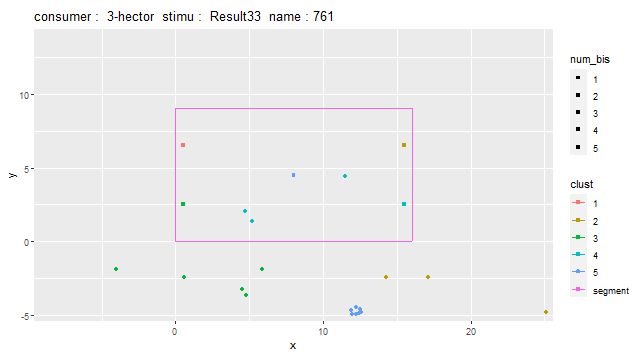 consumer :  3-hector  stimu :  Result33  name : 761
y
10
5
0
-5
0
10
20
x
num_bis
1
2
3
4
5
clust
1
2
3
4
5
segment